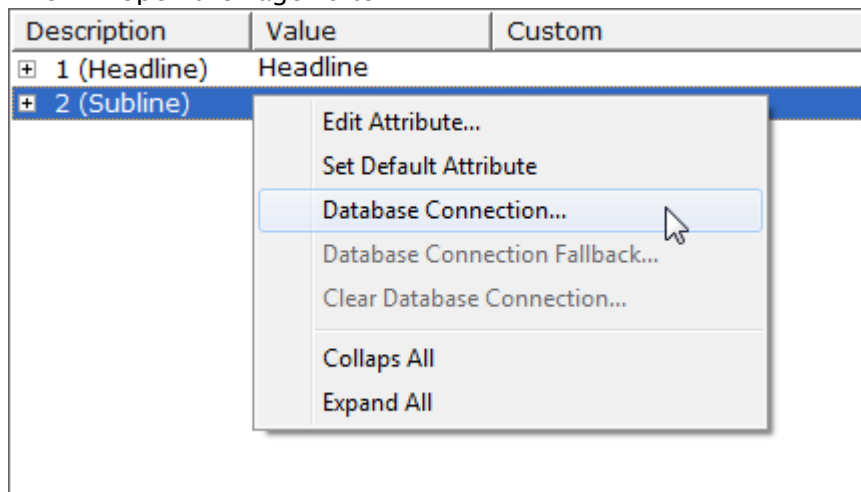 Description Value Custom
1 (Headline) Headline
2 (Subline)
Edit Attribute...
Set Default Attribute
Database Connection...
Database Connection Fallback...
Clear Database Connection...
Collaps All
Expand All